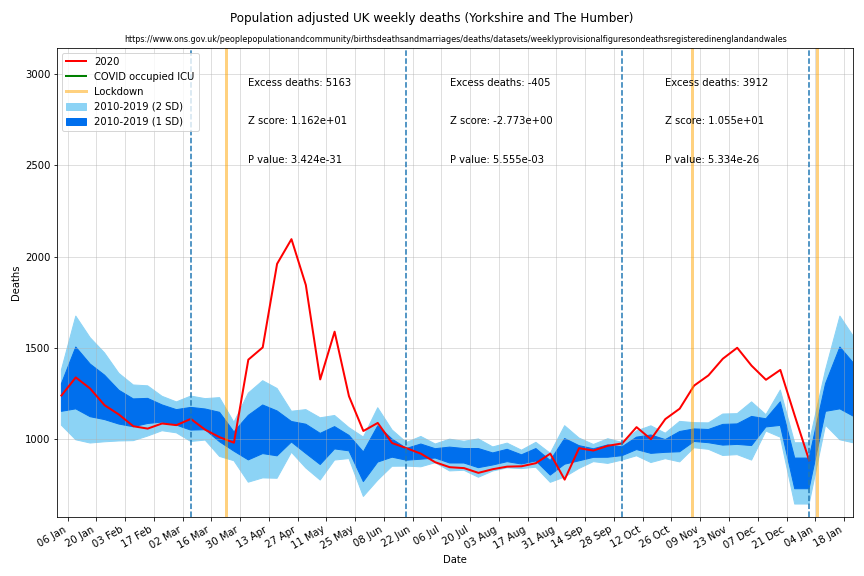 Population adjusted UK weekly deaths (Yorkshire and The Humber)
https://www.ons.gov.uk/peoplepopulationandcommunity/birthsdeathsandmarriages/deaths/datasets/weeklyprovisionalfiguresondeathsregisteredinenglandandwales
2020
COVID occupied ICU
Lockdown
2010-2019 (2 SD)
2010-2019 (1 SD)
Excess deaths: 5163
Z score: 1.162e+01
P value: 3.424e-31
Excess deaths: -405
Z score: -2.773e+00
P value: 5.555e-03
Excess deaths: 3912
Z score: 1.055e+01
P value: 5.334e-26
Deaths
3000
2500
2000
1500
1000
06 Jan
20 Jan
03 Feb
17 Feb
02 Mar
16 Mar
30 Mar
13 Apr
27 Apr
11 May
25 May
08 Jun
22 Jun
06 Jul
20 Jul
03 Aug
17 Aug
31 Aug
14 Sep
28 Sep
12 Oct
26 Oct
09 Nov
23 Nov
07 Dec
21 Dec
04 Jan
18 Jan
Date